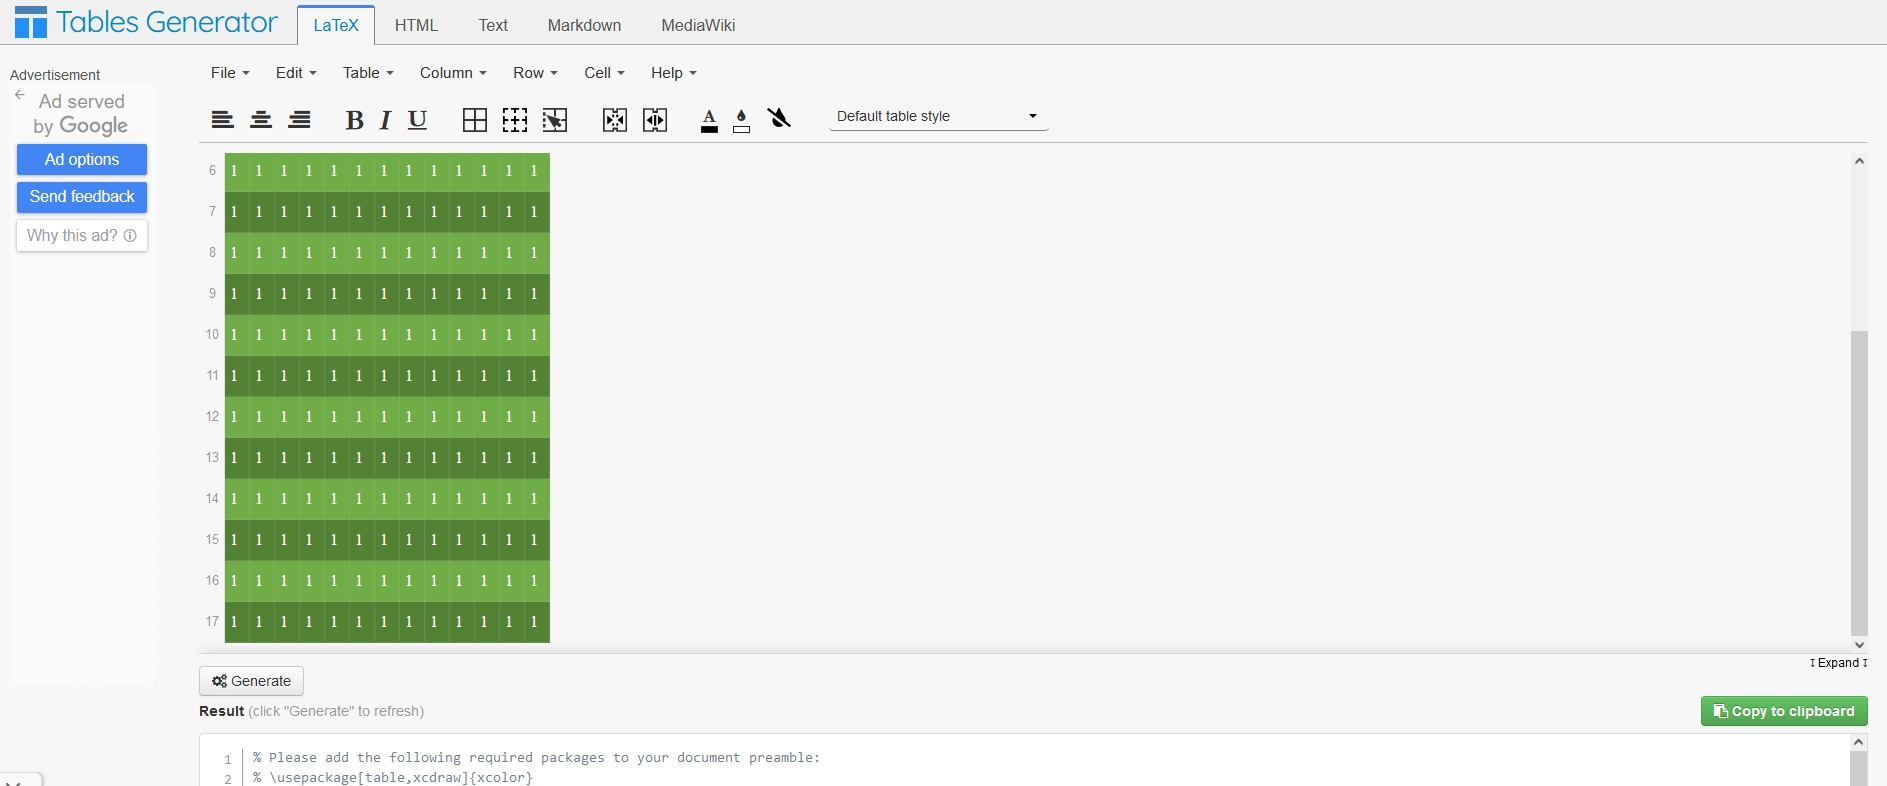 Tables Generator LaTeX HTML Text Markdown MediaWiki
Advertisement
Ad served
by Google
Ad options
Send feedback
Why this ad?
File Edit Table Column Row Cell Help
B I U A Default table style
6 1 1 1 1 1 1 1 1 1 1 1 1 1
7 1 1 1 1 1 1 1 1 1 1 1 1 1
8 1 1 1 1 1 1 1 1 1 1 1 1 1
9 1 1 1 1 1 1 1 1 1 1 1 1 1
10 1 1 1 1 1 1 1 1 1 1 1 1 1
11 1 1 1 1 1 1 1 1 1 1 1 1 1
12 1 1 1 1 1 1 1 1 1 1 1 1 1
13 1 1 1 1 1 1 1 1 1 1 1 1 1
14 1 1 1 1 1 1 1 1 1 1 1 1 1
15 1 1 1 1 1 1 1 1 1 1 1 1 1
16 1 1 1 1 1 1 1 1 1 1 1 1 1
17 1 1 1 1 1 1 1 1 1 1 1 1 1
Expand
Generate
Result (click "Generate" to refresh)
Copy to clipboard
1 % Please add the following required packages to your document preamble:
2 % \usepackage[table,xcdraw]{xcolor}